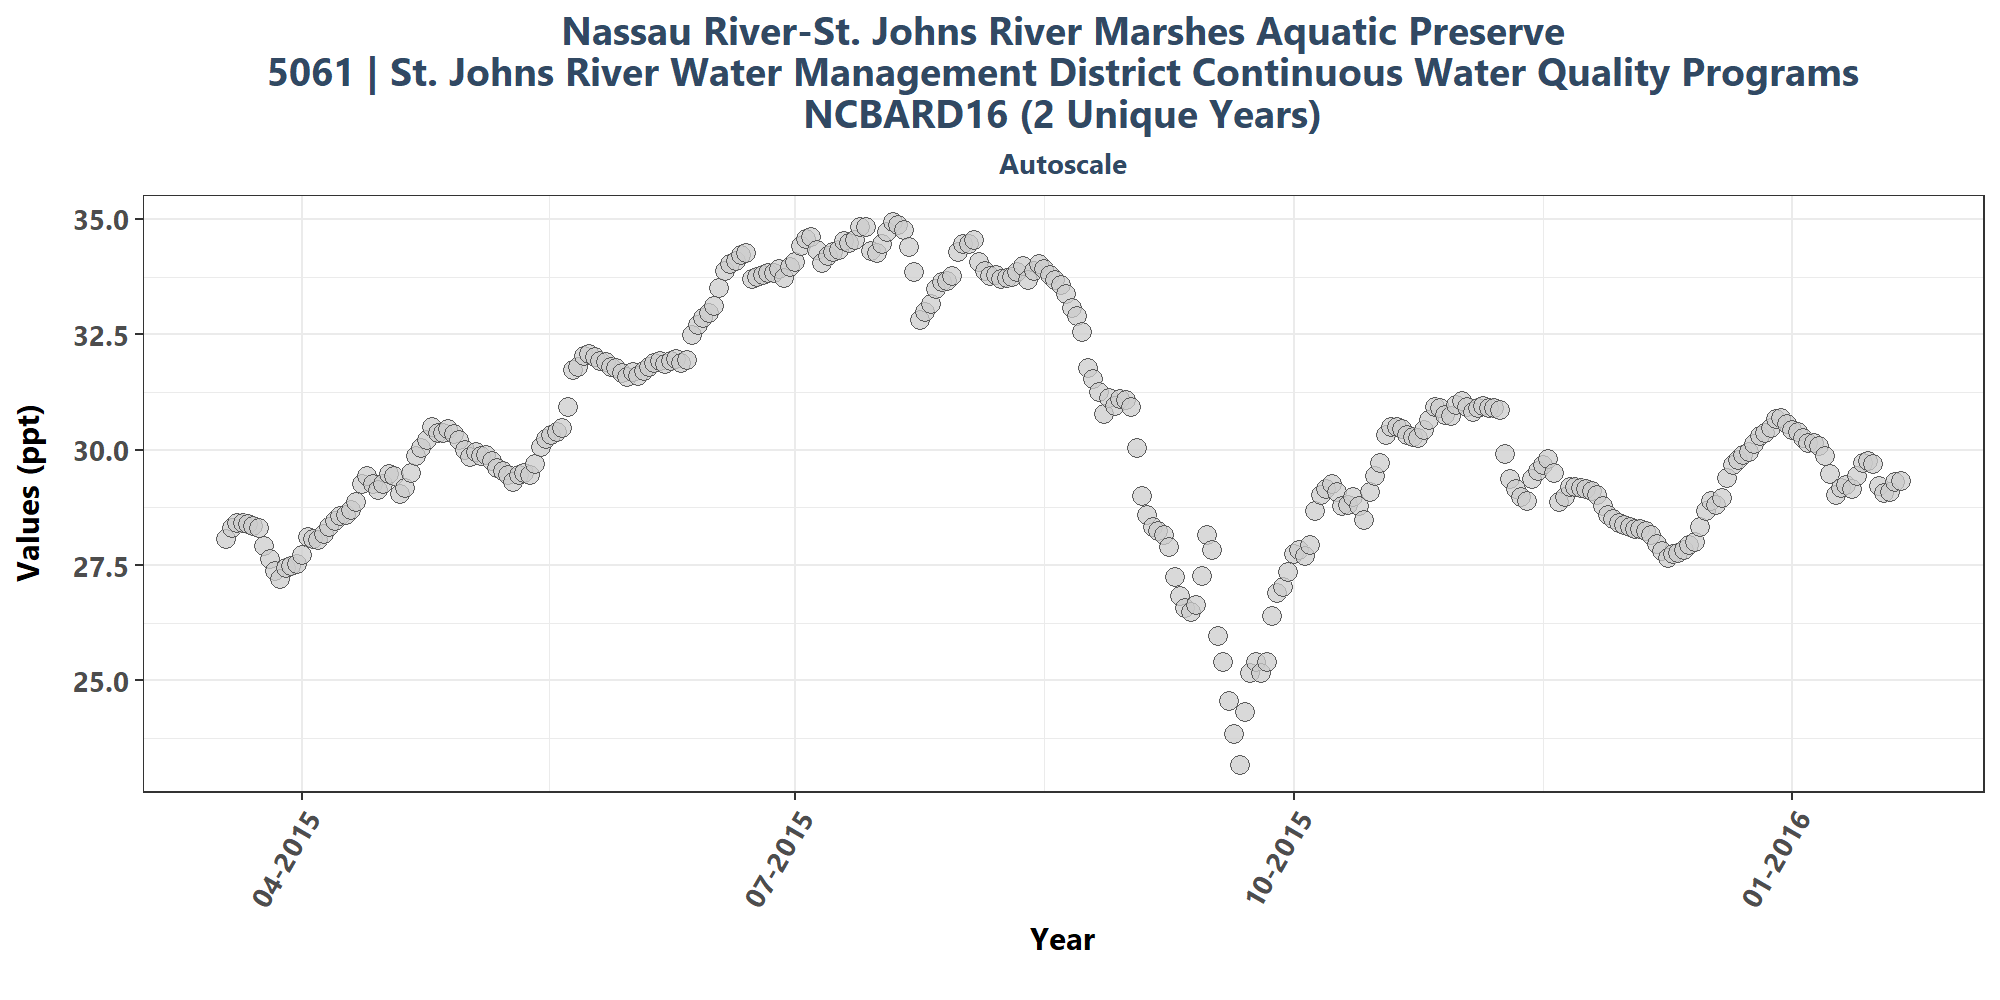 Nassau River-St. Johns River Marshes Aquatic Preserve
5061 | St. Johns River Water Management District Continuous Water Quality Programs
NCBARD16 (2 Unique Years)
Autoscale
35.0
32.5
30.0
27.5
25.0
Values (ppt)
04-2015
07-2015
10-2015
01-2016
Year